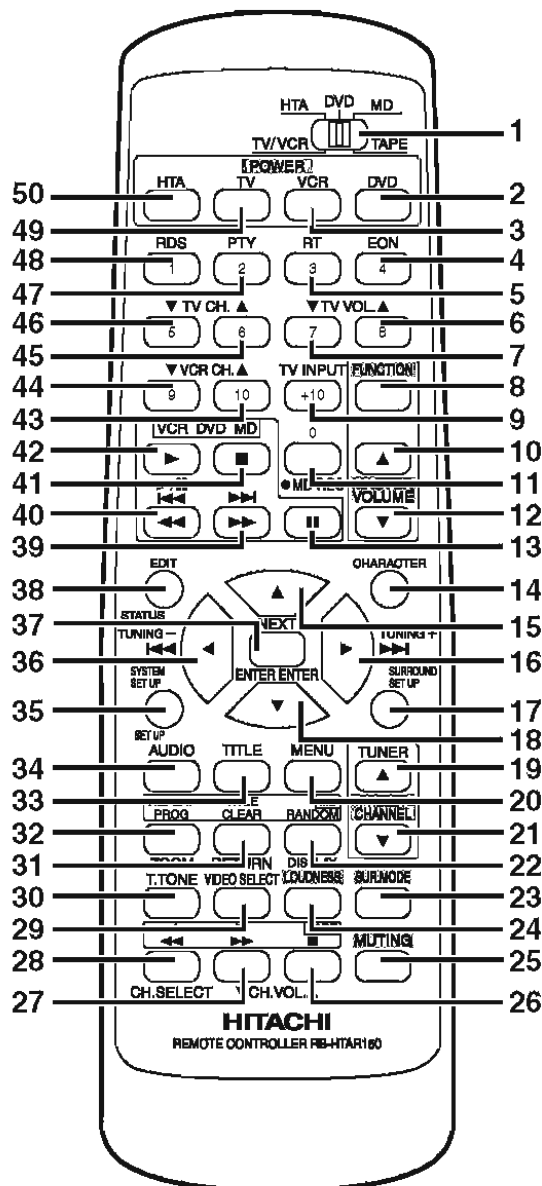 HTA DVD MD
1
TV/VCR TAPE
POWER
50 HTA TV VCR DVD 2
49 3
48 RDS PTY RT EON 4
1 2 3 4
47 5
46 ▼ TV CH. ▲ ▼ TV VOL. ▲ 6
5 6 7 8
45 7
44 ▼ VCR CH. ▲ TV INPUT FUNCTION 8
9 10 +10
43 9
VCR DVD MD 0
42 ▶ ■ ▲ 10
41 11
VOLUME
40 ◀◀ ▶▶ ▼ 12
39 13
38 EDIT CHARACTER 14
STATUS
37 NEXT 15
TUNING – TUNING +
36 16
ENTER ENTER
SYSTEM SET UP SURROUND SET UP
35 17
SET UP 18
34 AUDIO TITLE MENU TUNER 19
33 20
32 PROG CLEAR RANDOM CHANNEL 21
31 22
30 T.TONE VIDEO SELECT LOUDNESS SUR.MODE 23
29 24
28 ◀◀ ▶▶ ■ MUTING 25
27 26
CH.SELECT CH.VOL.
HITACHI
REMOTE CONTROLLER RB-HTAR160